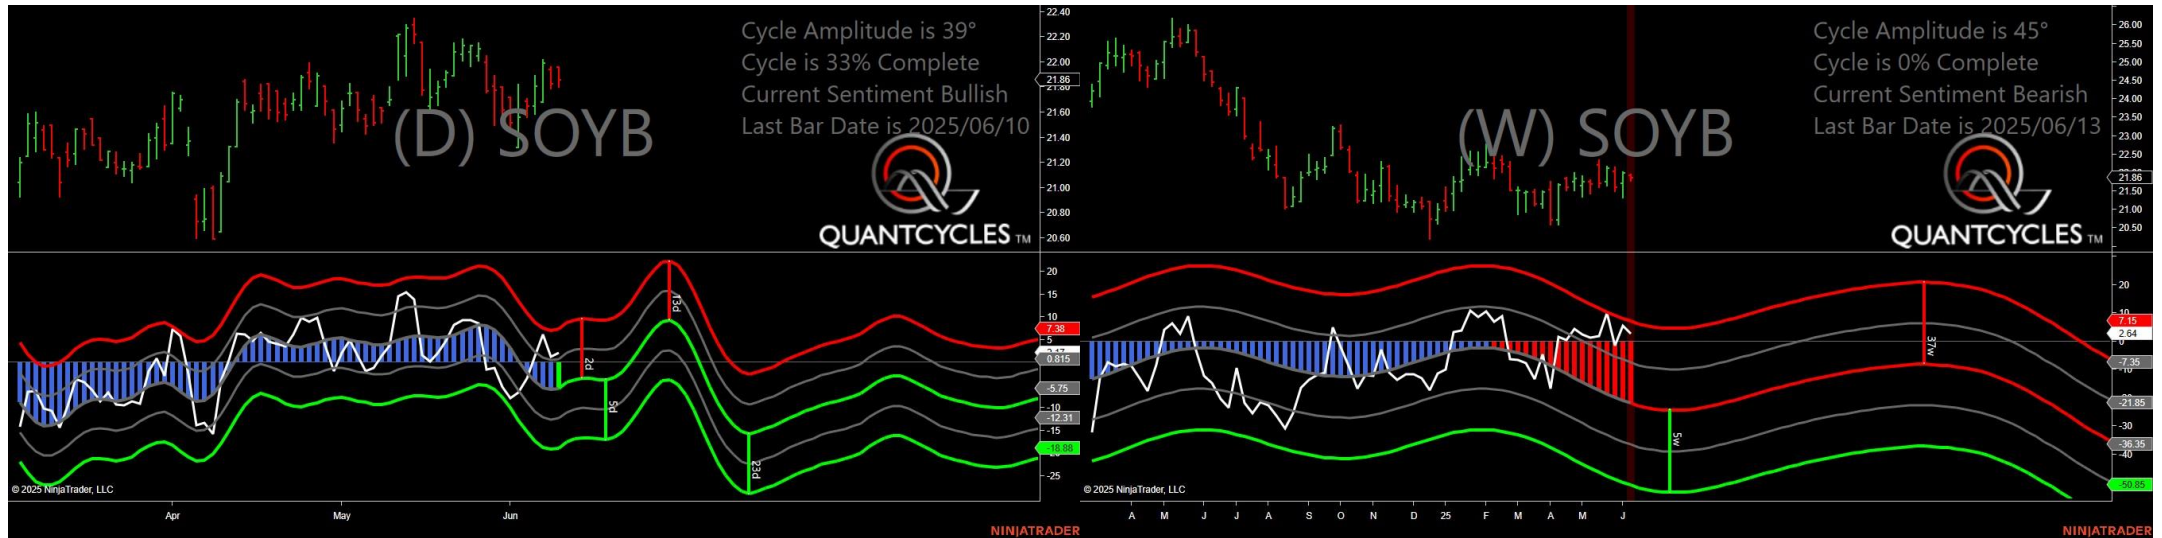 Cycle Amplitude is 39°
Cycle is 33% Complete
Current Sentiment Bullish
Last Bar Date is 2025/06/10
(D) SOYB
QUANTCYCLES TM
22.40
22.20
22.00
21.86
21.80
21.60
21.40
21.20
21.00
20.80
20.60
20
15
10
7.38
5
0.815
-5.75
-10
-12.31
-15
-18.88
-25
2d
5d
13d
23d
© 2025 NinjaTrader, LLC
Apr May Jun
NINJATRADER
Cycle Amplitude is 45°
Cycle is 0% Complete
Current Sentiment Bearish
Last Bar Date is 2025/06/13
(W) SOYB
QUANTCYCLES TM
26.00
25.50
25.00
24.50
24.00
23.50
23.00
22.50
21.86
21.50
21.00
20.50
20
7.15
2.64
0
-7.35
-21.85
-30
-36.35
-40
-50.85
5w
37w
© 2025 NinjaTrader, LLC
A M J J A S O N D 25 F M A M J
NINJATRADER